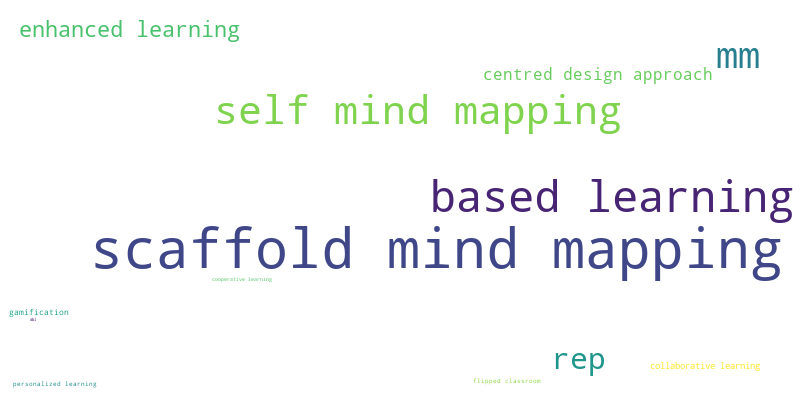 enhanced learning
mm
centred design approach
self mind mapping
based learning
scaffold mind mapping
cooperative learning
gamification
rep
collaborative learning
flipped classroom
personalized learning